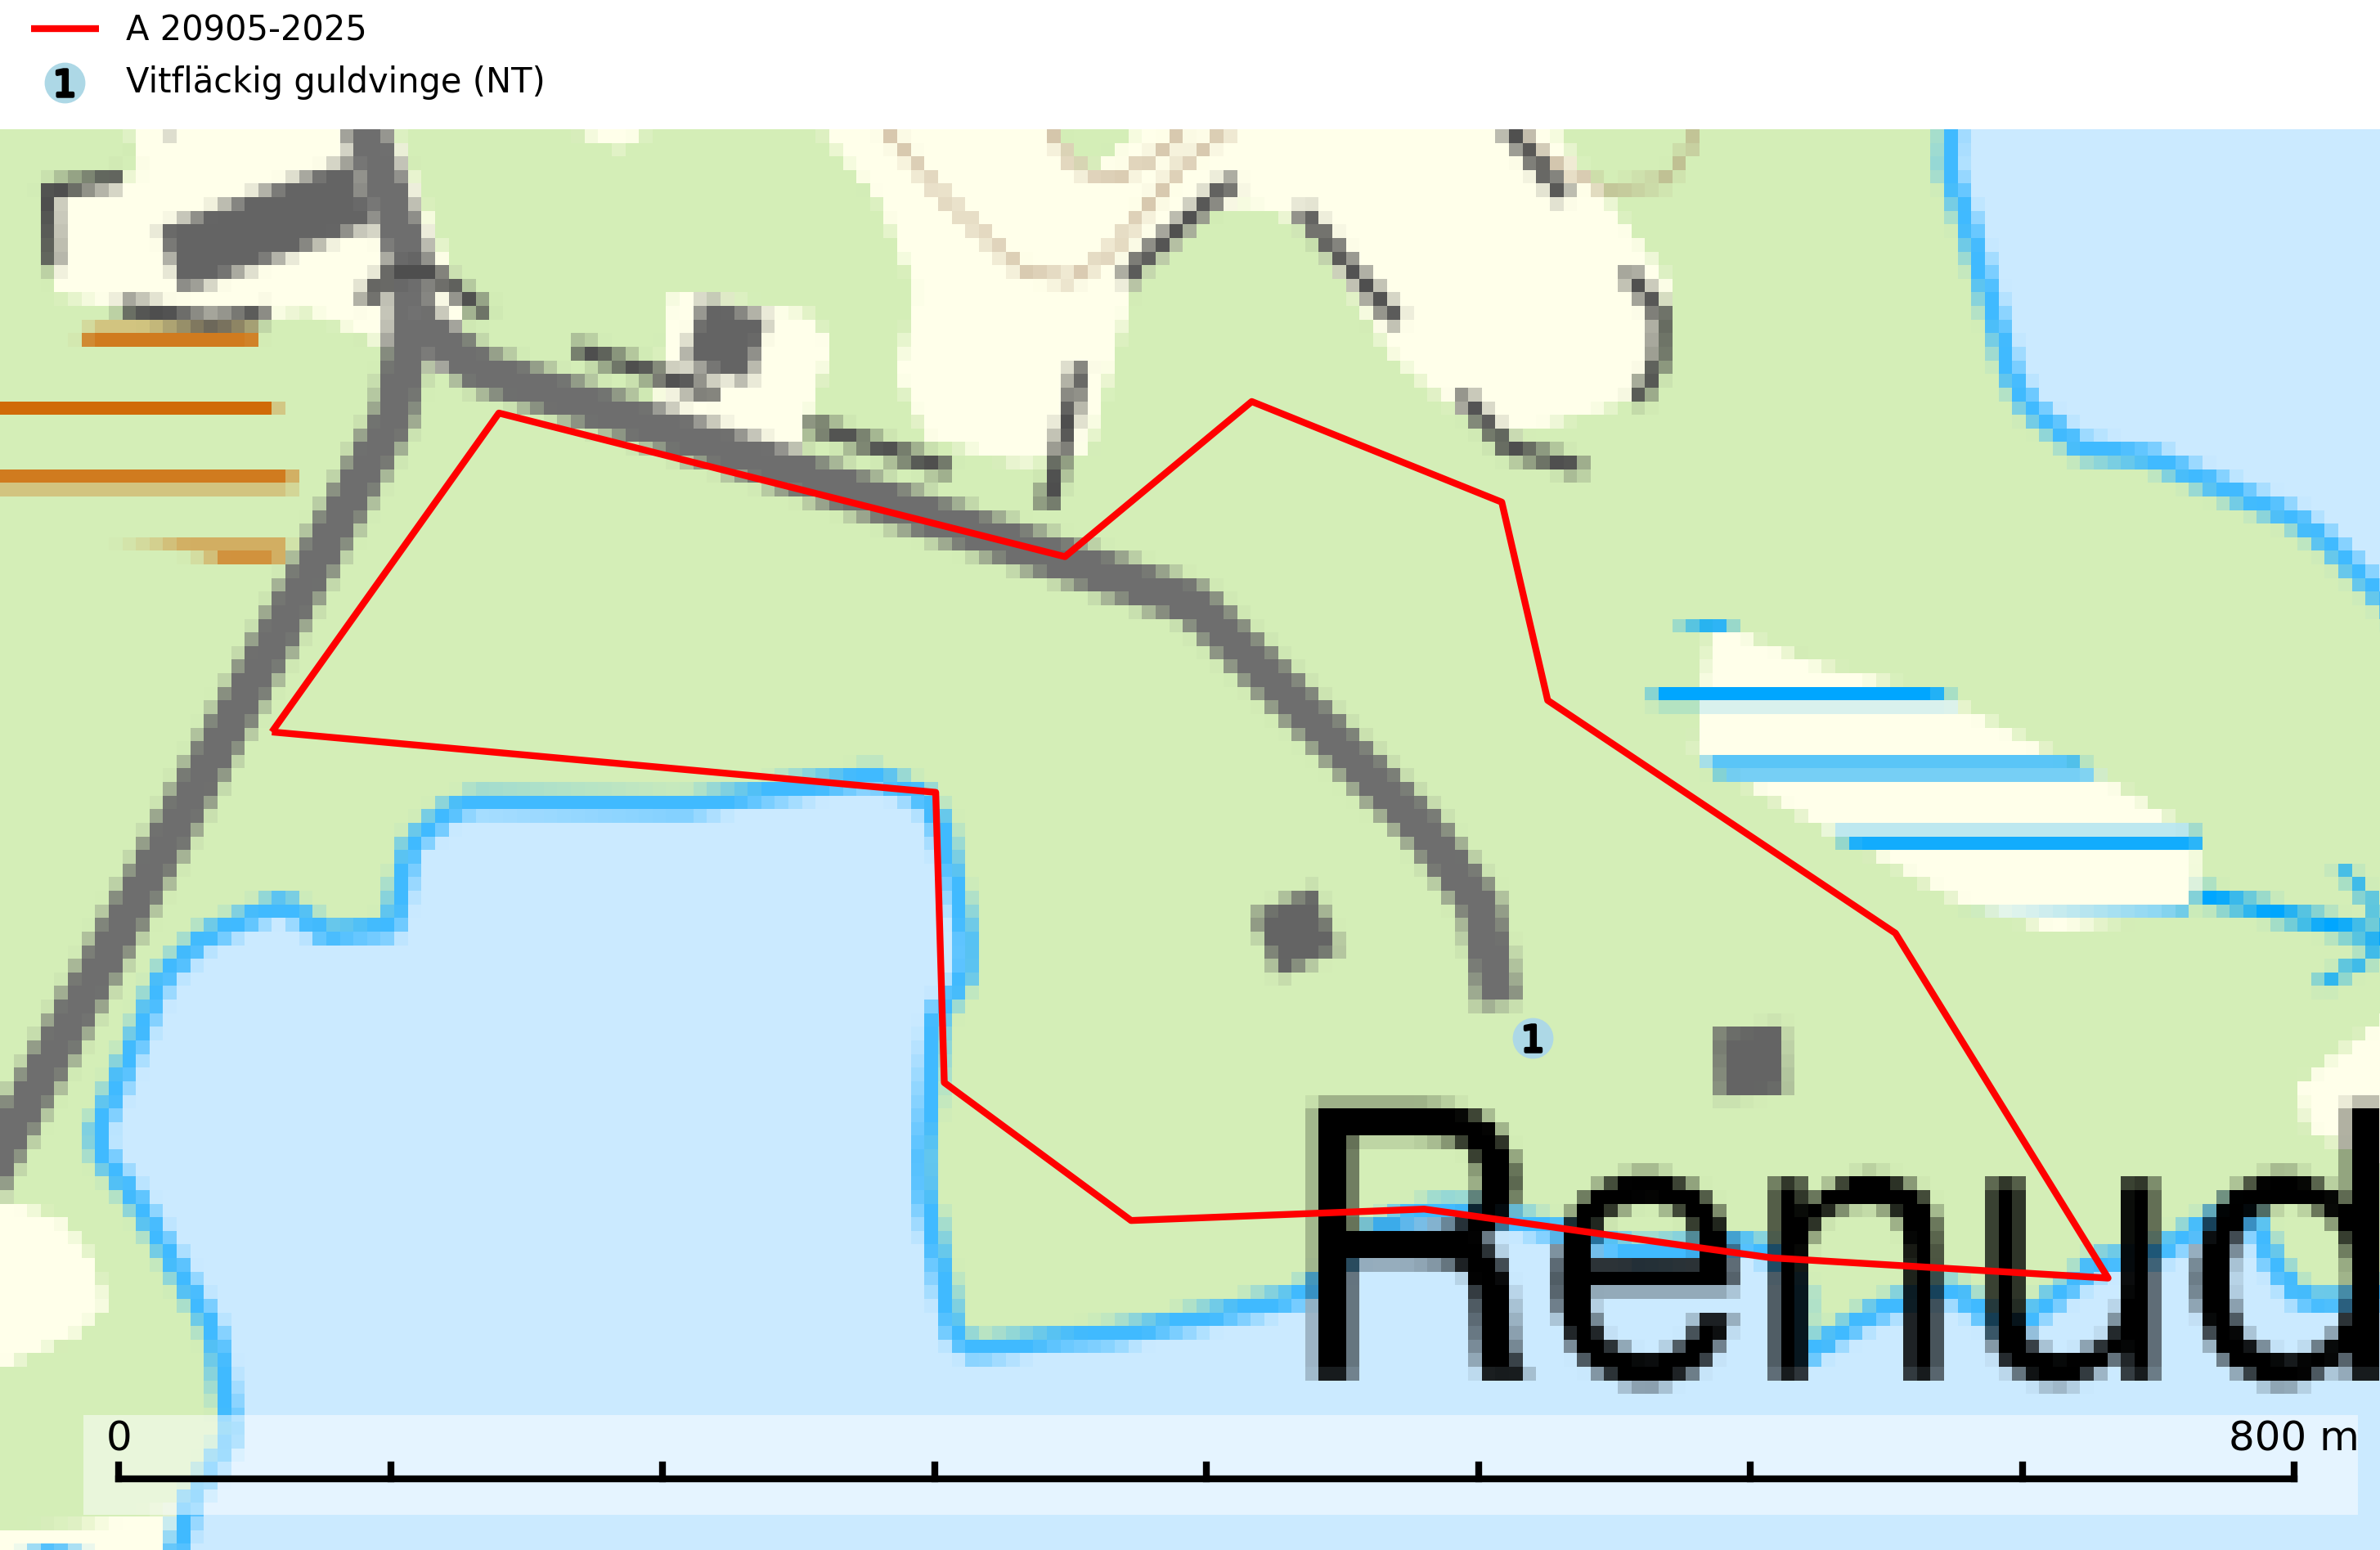 A 20905-2025
1 Vitfläckig guldvinge (NT)
1
Renud
0 800 m